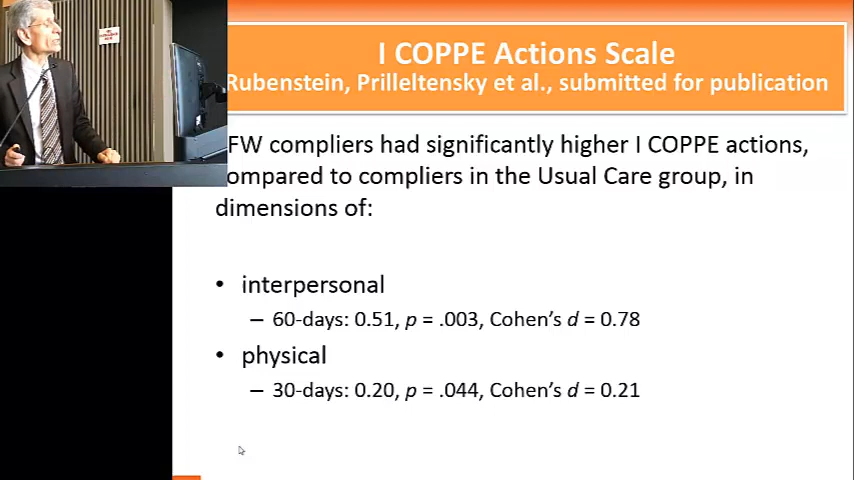 I COPPE Actions Scale
Rubenstein, Prilleltensky et al., submitted for publication
FW compliers had significantly higher I COPPE actions,
ompared to compliers in the Usual Care group, in
dimensions of:
• interpersonal
– 60-days: 0.51, p = .003, Cohen's d = 0.78
• physical
– 30-days: 0.20, p = .044, Cohen's d = 0.21